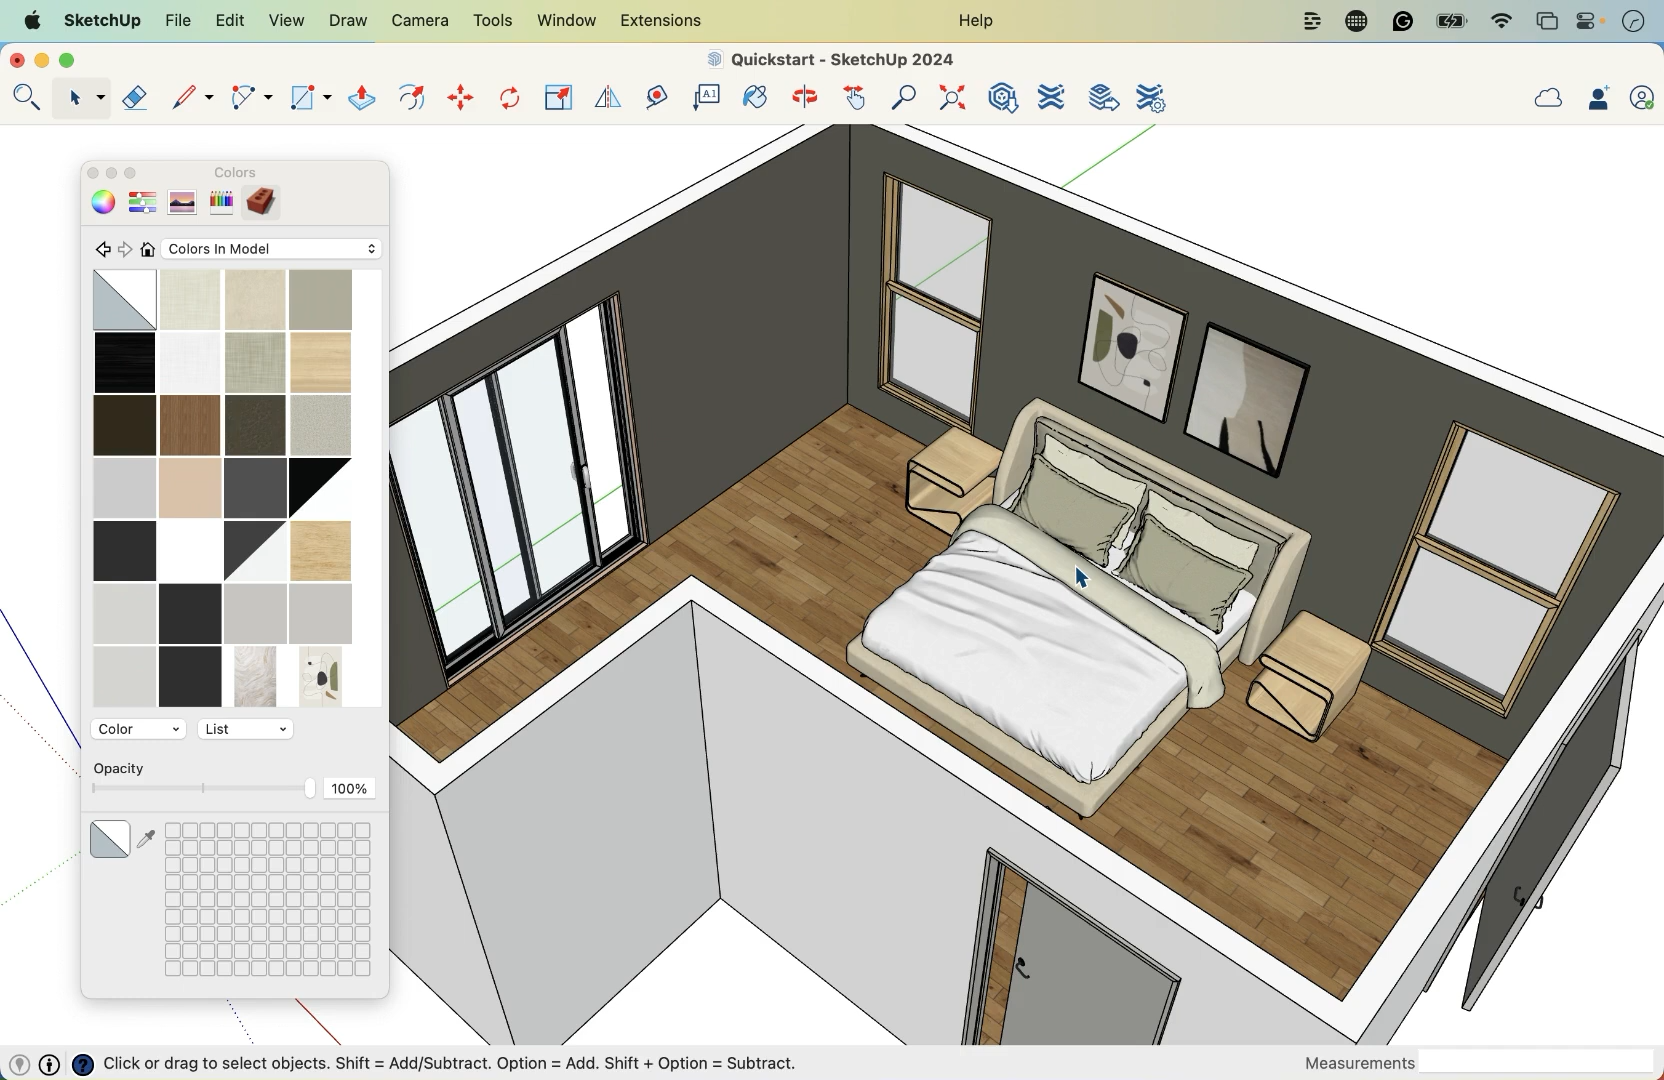 SketchUp File Edit View Draw Camera Tools Window Extensions Help
Quickstart - SketchUp 2024
A1
Colors
Colors In Model
Color List
Opacity
100%
Click or drag to select objects. Shift = Add/Subtract. Option = Add. Shift + Option = Subtract.
Measurements